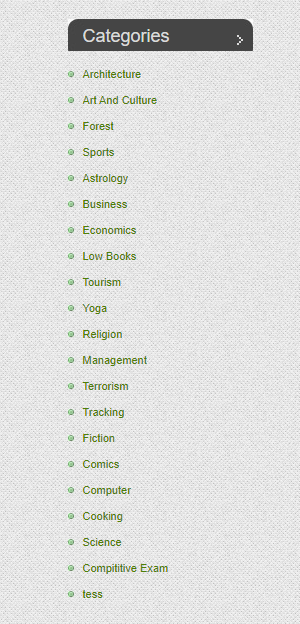 Categories
Architecture
Art And Culture
Forest
Sports
Astrology
Business
Economics
Low Books
Tourism
Yoga
Religion
Management
Terrorism
Tracking
Fiction
Comics
Computer
Cooking
Science
Compititive Exam
tess